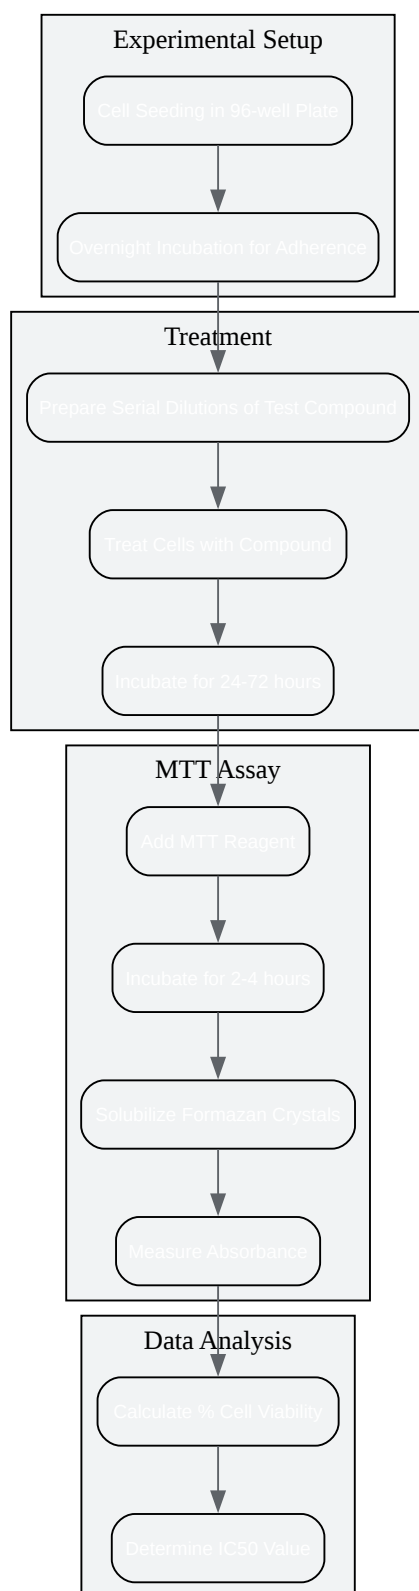 Experimental Setup
Cell Seeding in 96-well Plate
Overnight Incubation for Adherence
Treatment
Prepare Serial Dilutions of Test Compound
Treat Cells with Compound
Incubate for 24-72 hours
MTT Assay
Add MTT Reagent
Incubate for 2-4 hours
Solubilize Formazan Crystals
Measure Absorbance
Data Analysis
Calculate % Cell Viability
Determine IC50 Value